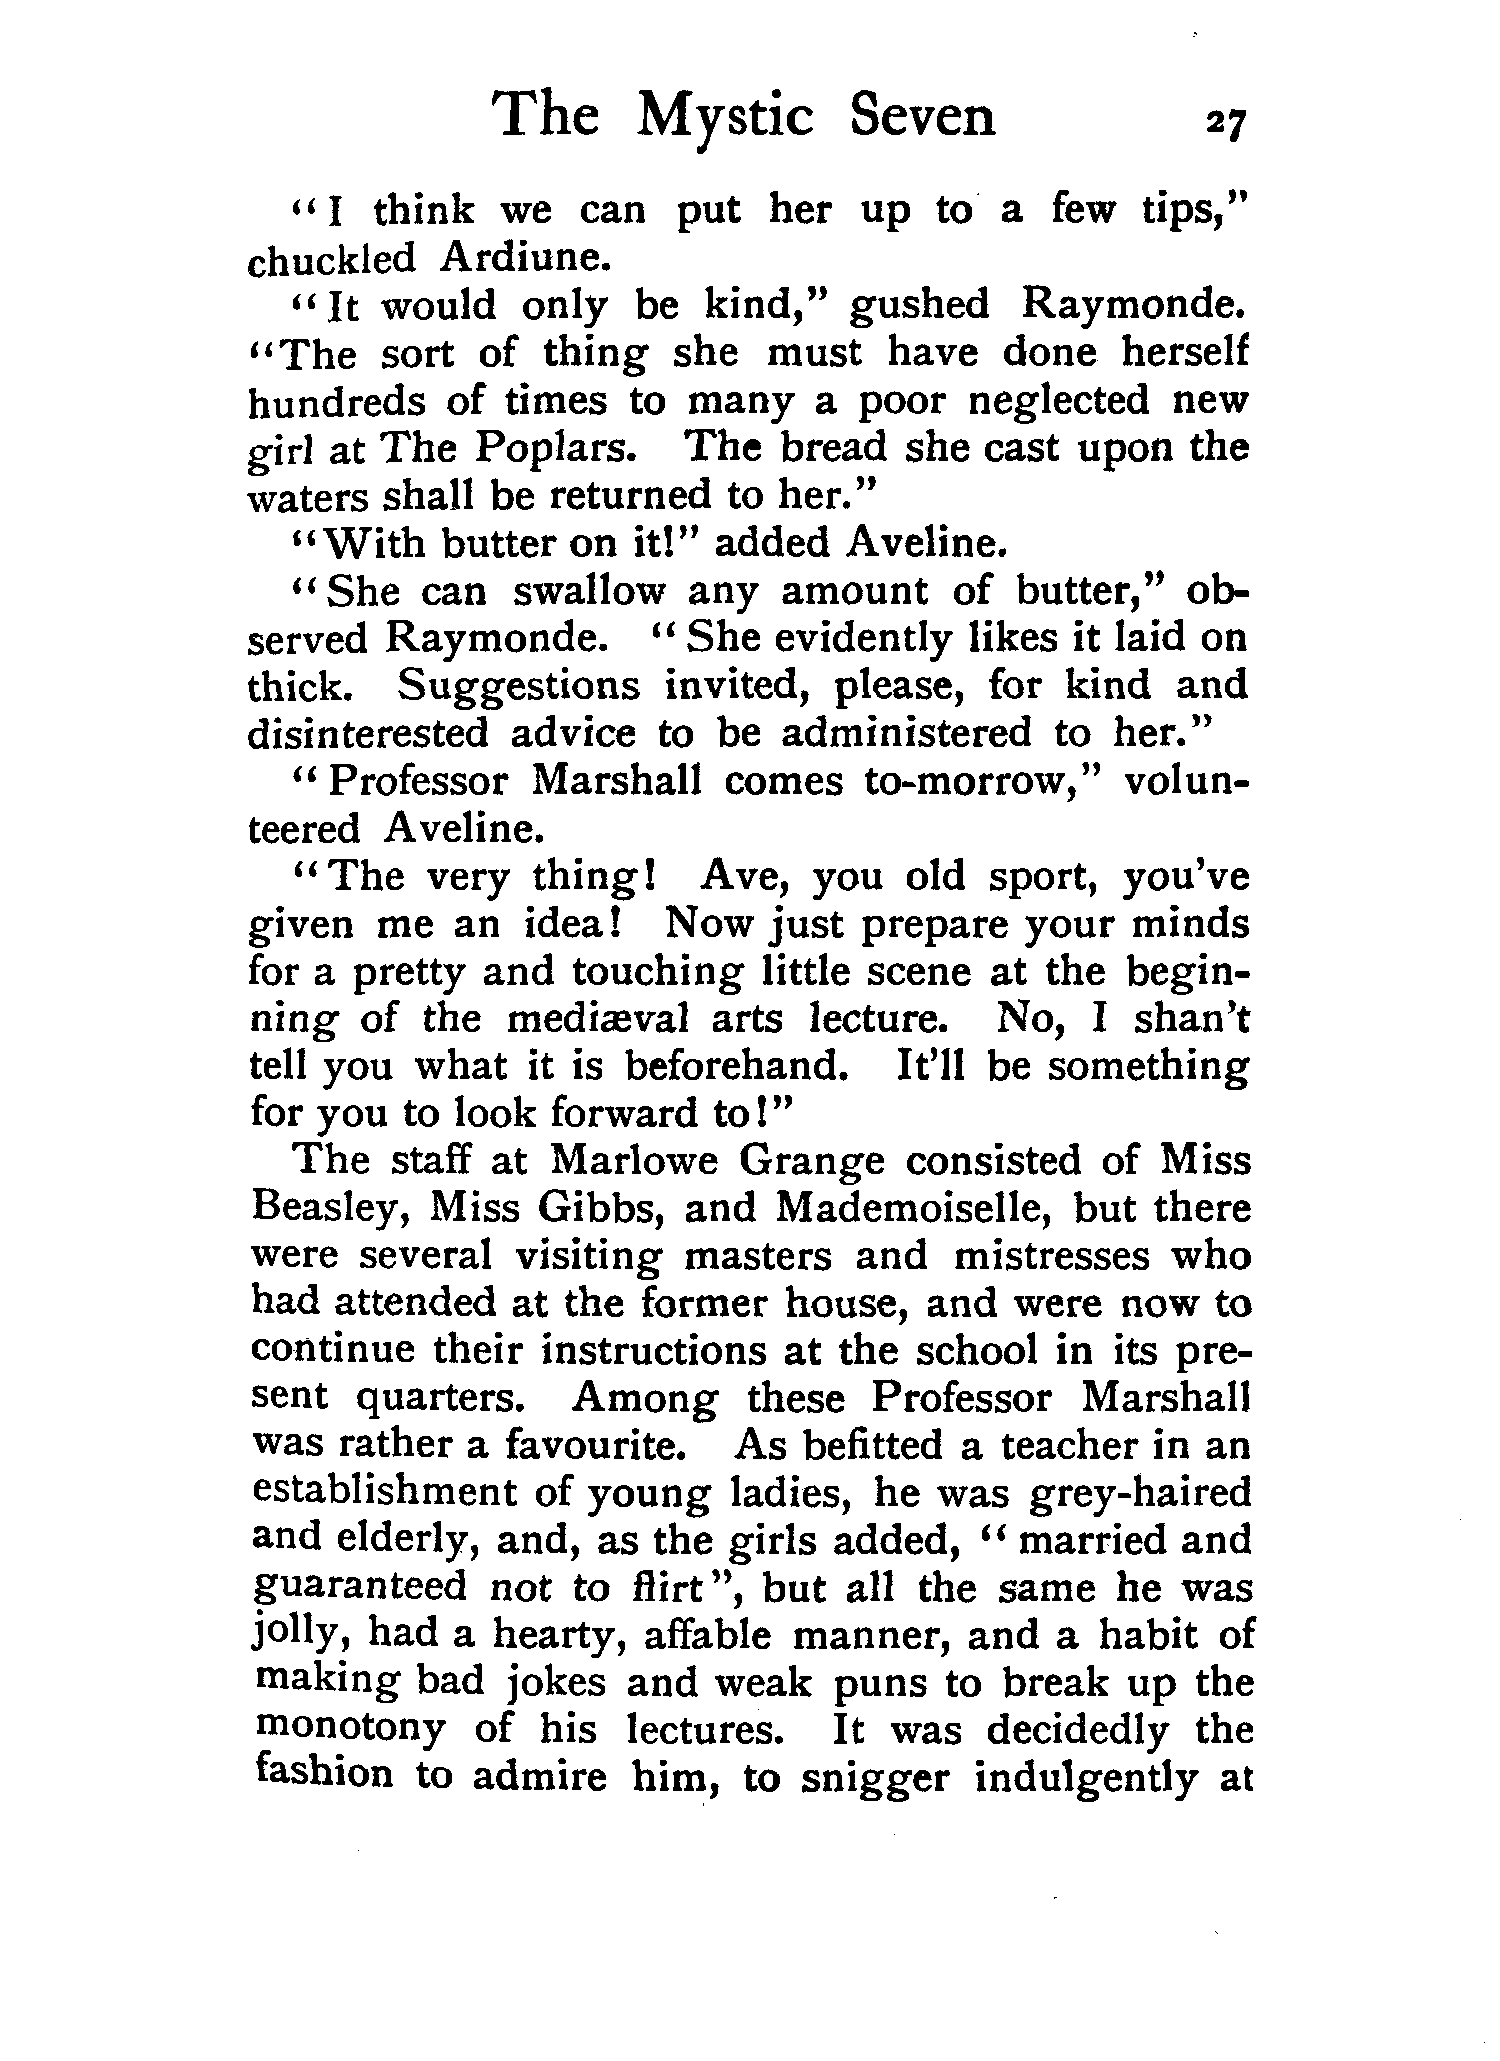 The Mystic Seven 27
“I think we can put her up to a few tips,”
chuckled Ardiune.
“It would only be kind,” gushed Raymonde.
“The sort of thing she must have done herself
hundreds of times to many a poor neglected new
girl at The Poplars. The bread she cast upon the
waters shall be returned to her.”
“With butter on it!” added Aveline.
“She can swallow any amount of butter,” ob-
served Raymonde. “She evidently likes it laid on
thick. Suggestions invited, please, for kind and
disinterested advice to be administered to her.”
“Professor Marshall comes to-morrow,” volun-
teered Aveline.
“The very thing! Ave, you old sport, you've
given me an idea! Now just prepare your minds
for a pretty and touching little scene at the begin-
ning of the mediæval arts lecture. No, I shan't
tell you what it is beforehand. It'll be something
for you to look forward to!”
The staff at Marlowe Grange consisted of Miss
Beasley, Miss Gibbs, and Mademoiselle, but there
were several visiting masters and mistresses who
had attended at the former house, and were now to
continue their instructions at the school in its pre-
sent quarters. Among these Professor Marshall
was rather a favourite. As befitted a teacher in an
establishment of young ladies, he was grey-haired
and elderly, and, as the girls added, “married and
guaranteed not to flirt”, but all the same he was
jolly, had a hearty, affable manner, and a habit of
making bad jokes and weak puns to break up the
monotony of his lectures. It was decidedly the
fashion to admire him, to snigger indulgently at